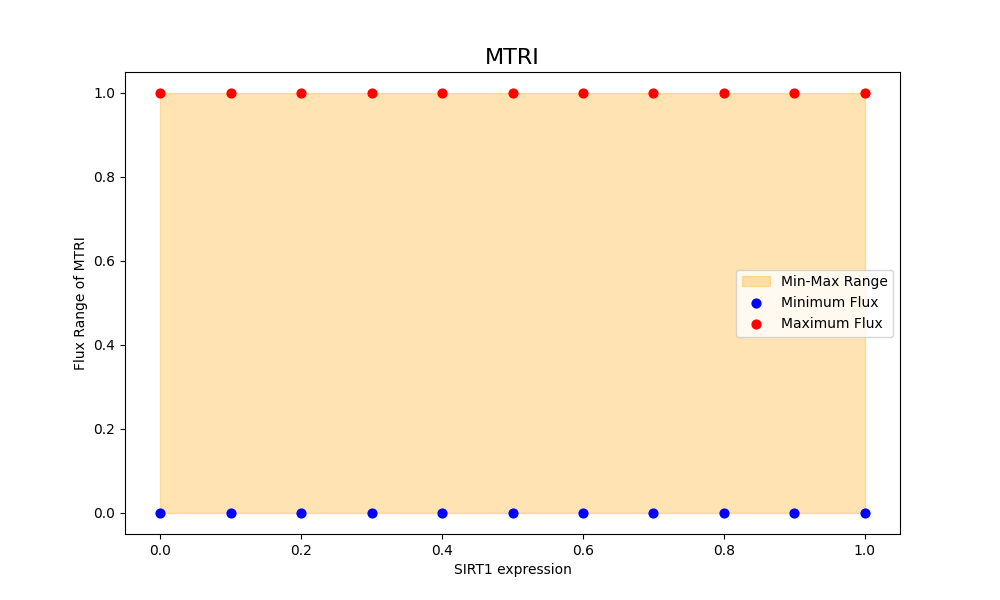 MTRI
Flux Range of MTRI
1.0
0.8
0.6
0.4
0.2
0.0
Min-Max Range
Minimum Flux
Maximum Flux
0.0 0.2 0.4 0.6 0.8 1.0
SIRT1 expression